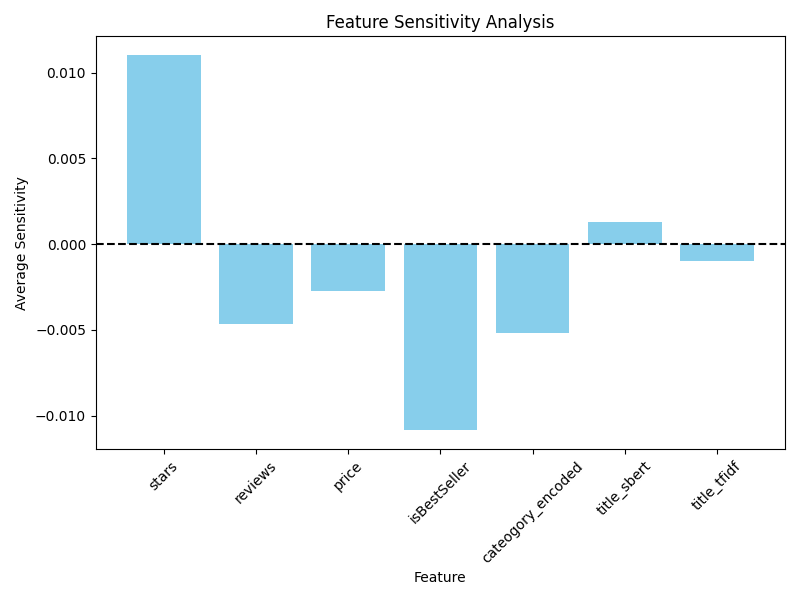 Feature Sensitivity Analysis
Average Sensitivity
0.010
0.005
0.000
−0.005
−0.010
stars
reviews
price
isBestSeller
cateogory_encoded
title_sbert
title_tfidf
Feature